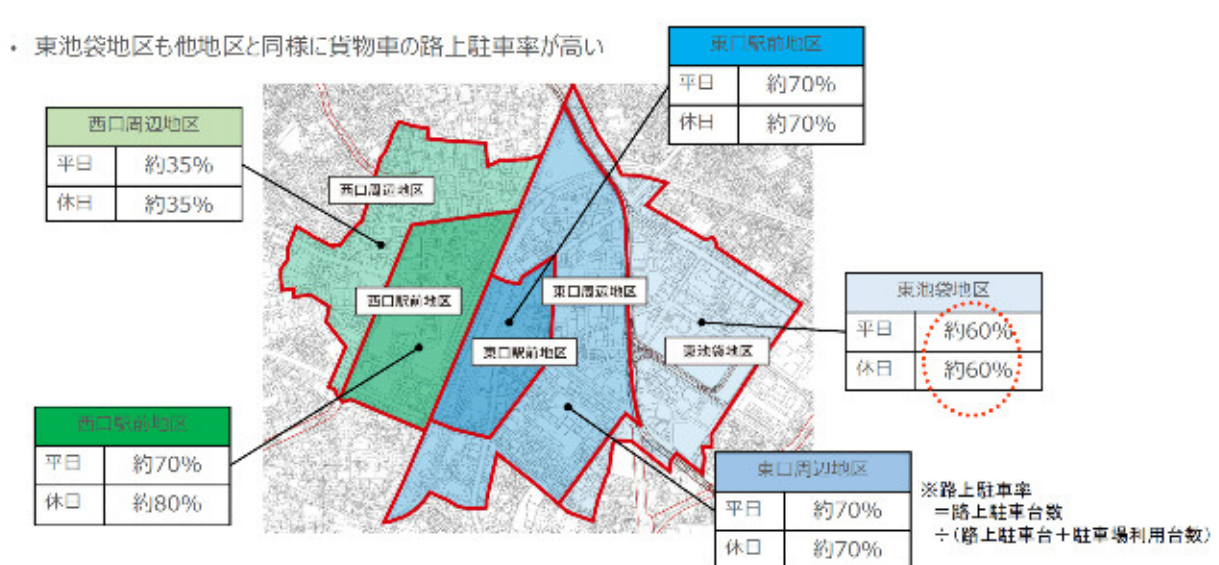 ・ 東池袋地区も他地区と同様に貨物車の路上駐車率が高い
東口駅前地区
平日 約70%
休日 約70%
西口周辺地区
平日 約35%
休日 約35%
西口周辺地区
西口駅前地区
東口周辺地区
東口駅前地区
東池袋地区
東池袋地区
平日 約60%
休日 約60%
西口駅前地区
平日 約70%
休日 約80%
東口周辺地区
平日 約70%
休日 約70%
※路上駐車率
=路上駐車台数
÷(路上駐車台+駐車場利用台数)